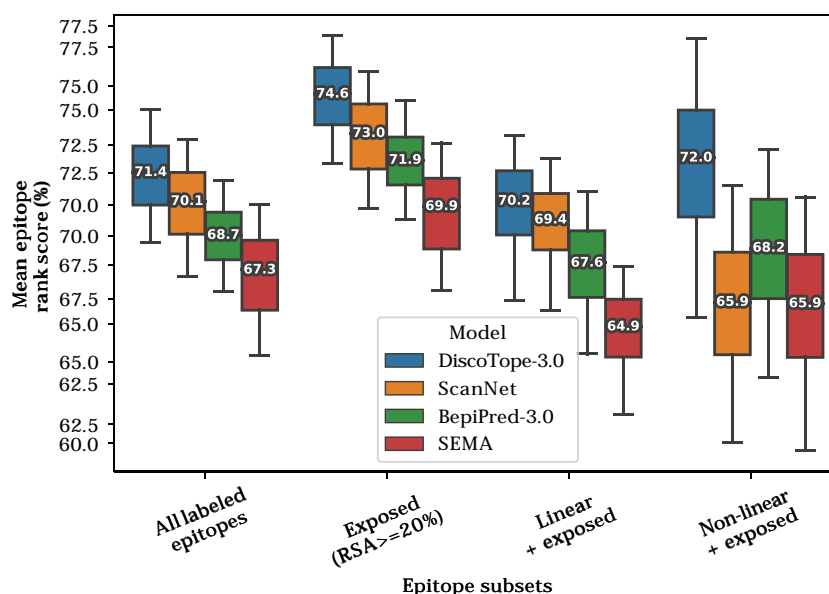 77.5
77.5
75.0
75.0
72.5
72.5
70.0
70.0
67.5
67.5
65.0
65.0
62.5
62.5
60.0
Mean epitope
rank score (%)
71.4
70.1
68.7
67.3
74.6
73.0
71.9
69.9
70.2
69.4
67.6
64.9
72.0
65.9
68.2
65.9
Model
DiscoTope-3.0
ScanNet
BepiPred-3.0
SEMA
All labeled
epitopes
Exposed
(RSA>=20%)
Linear
+ exposed
Non-linear
+ exposed
Epitope subsets